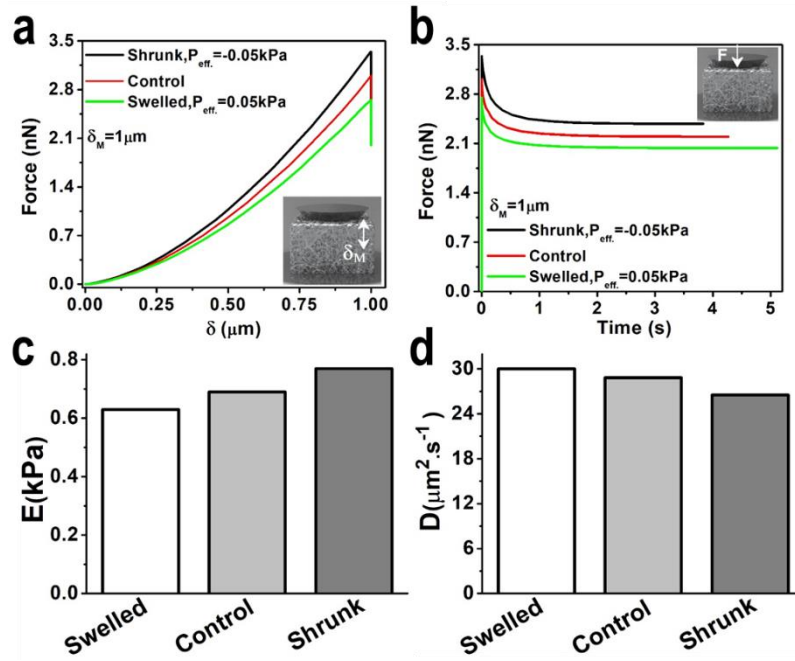 a
3.5
2.8
2.1
1.4
0.7
0.0
Force (nN)
Shrunk,Peff.=-0.05kPa
Control
Swelled,Peff.=0.05kPa
δM=1μm
δM
0.00 0.25 0.50 0.75 1.00
δ (μm)
b
3.5
2.8
2.1
1.4
0.7
0.0
Force (nN)
F
δM=1μm
Shrunk,Peff.=-0.05kPa
Control
Swelled,Peff.=0.05kPa
0 1 2 3 4 5
Time (s)
c
0.8
0.6
0.4
0.2
0.0
E(kPa)
Swelled
Control
Shrunk
d
30
24
18
12
6
0
D(μm².s⁻¹)
Swelled
Control
Shrunk